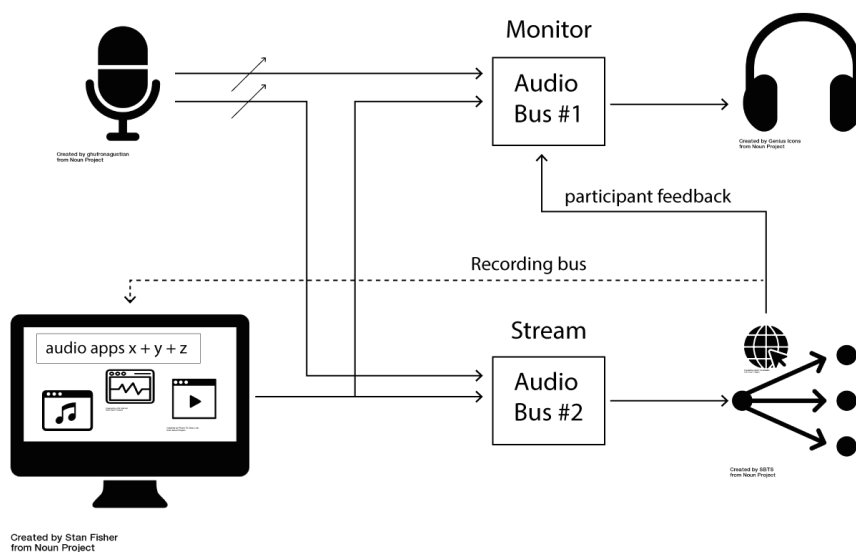 Monitor
Audio
Bus #1
Created by ghufronagustian
from Noun Project
Created by Genius Icons
from Noun Project
participant feedback
Recording bus
audio apps x + y + z
Stream
Audio
Bus #2
Created by SBTS
from Noun Project
Created by Stan Fisher
from Noun Project